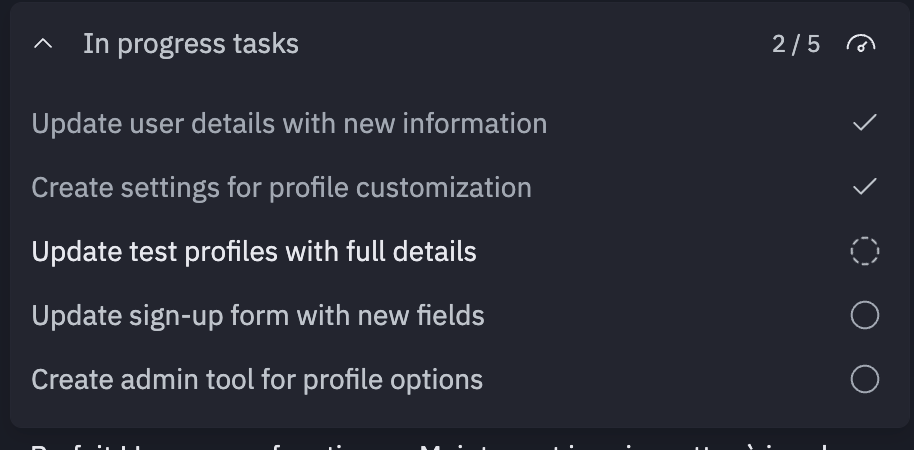 In progress tasks
2 / 5
Update user details with new information
Create settings for profile customization
Update test profiles with full details
Update sign-up form with new fields
Create admin tool for profile options